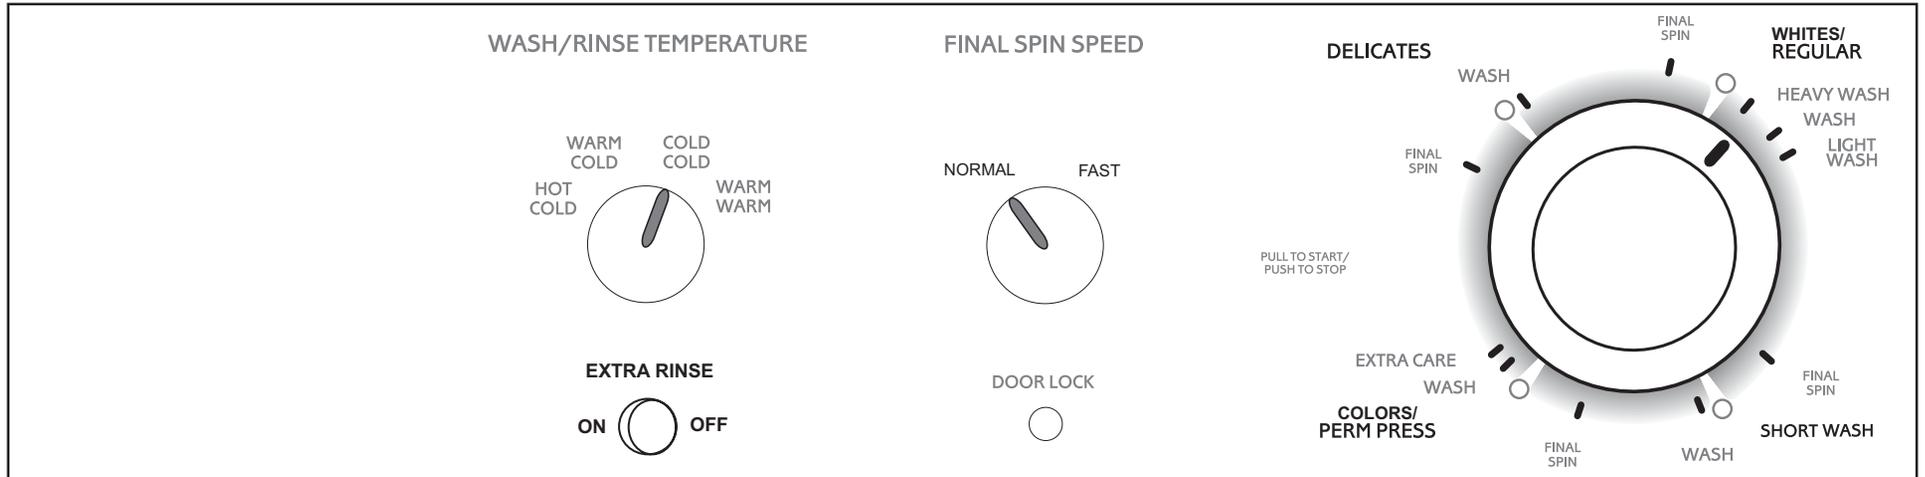 WASH/RINSE TEMPERATURE
WARM
COLD
COLD
COLD
HOT
COLD
WARM
WARM
EXTRA RINSE
ON
OFF
FINAL SPIN SPEED
NORMAL
FAST
DOOR LOCK
PULL TO START/
PUSH TO STOP
DELICATES
WASH
FINAL
SPIN
FINAL
SPIN
WHITES/
REGULAR
HEAVY WASH
WASH
LIGHT
WASH
EXTRA CARE
WASH
COLORS/
PERM PRESS
FINAL
SPIN
FINAL
SPIN
SHORT WASH
WASH